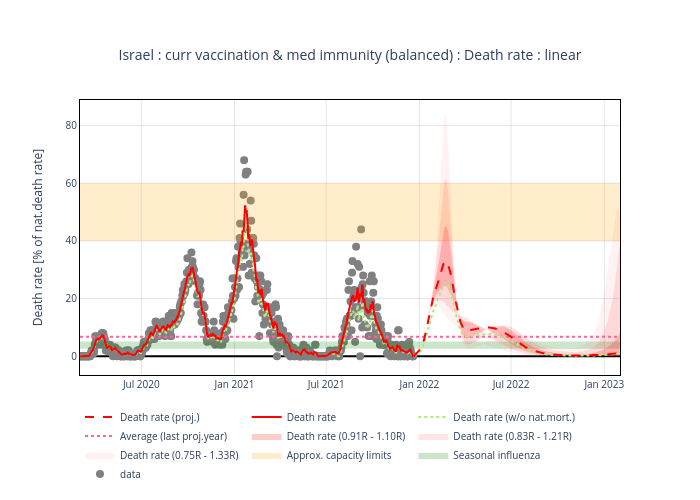 Israel : curr vaccination & med immunity (balanced) : Death rate : linear
Death rate [% of nat.death rate]
80
60
40
20
0
Jul 2020
Jan 2021
Jul 2021
Jan 2022
Jul 2022
Jan 2023
Death rate (proj.)
Death rate
Death rate (w/o nat.mort.)
Average (last proj.year)
Death rate (0.91R - 1.10R)
Death rate (0.83R - 1.21R)
Death rate (0.75R - 1.33R)
Approx. capacity limits
Seasonal influenza
data